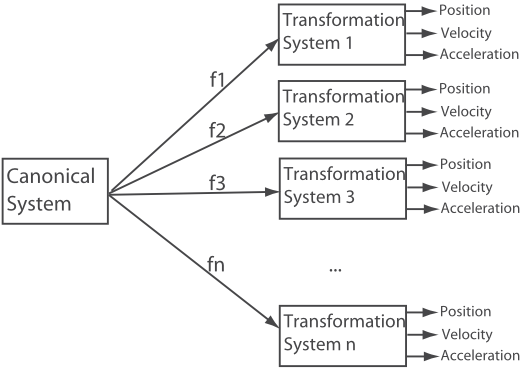 Canonical
System
f1
f2
f3
fn
Transformation
System 1
Position
Velocity
Acceleration
Transformation
System 2
Position
Velocity
Acceleration
Transformation
System 3
Position
Velocity
Acceleration
...
Transformation
System n
Position
Velocity
Acceleration